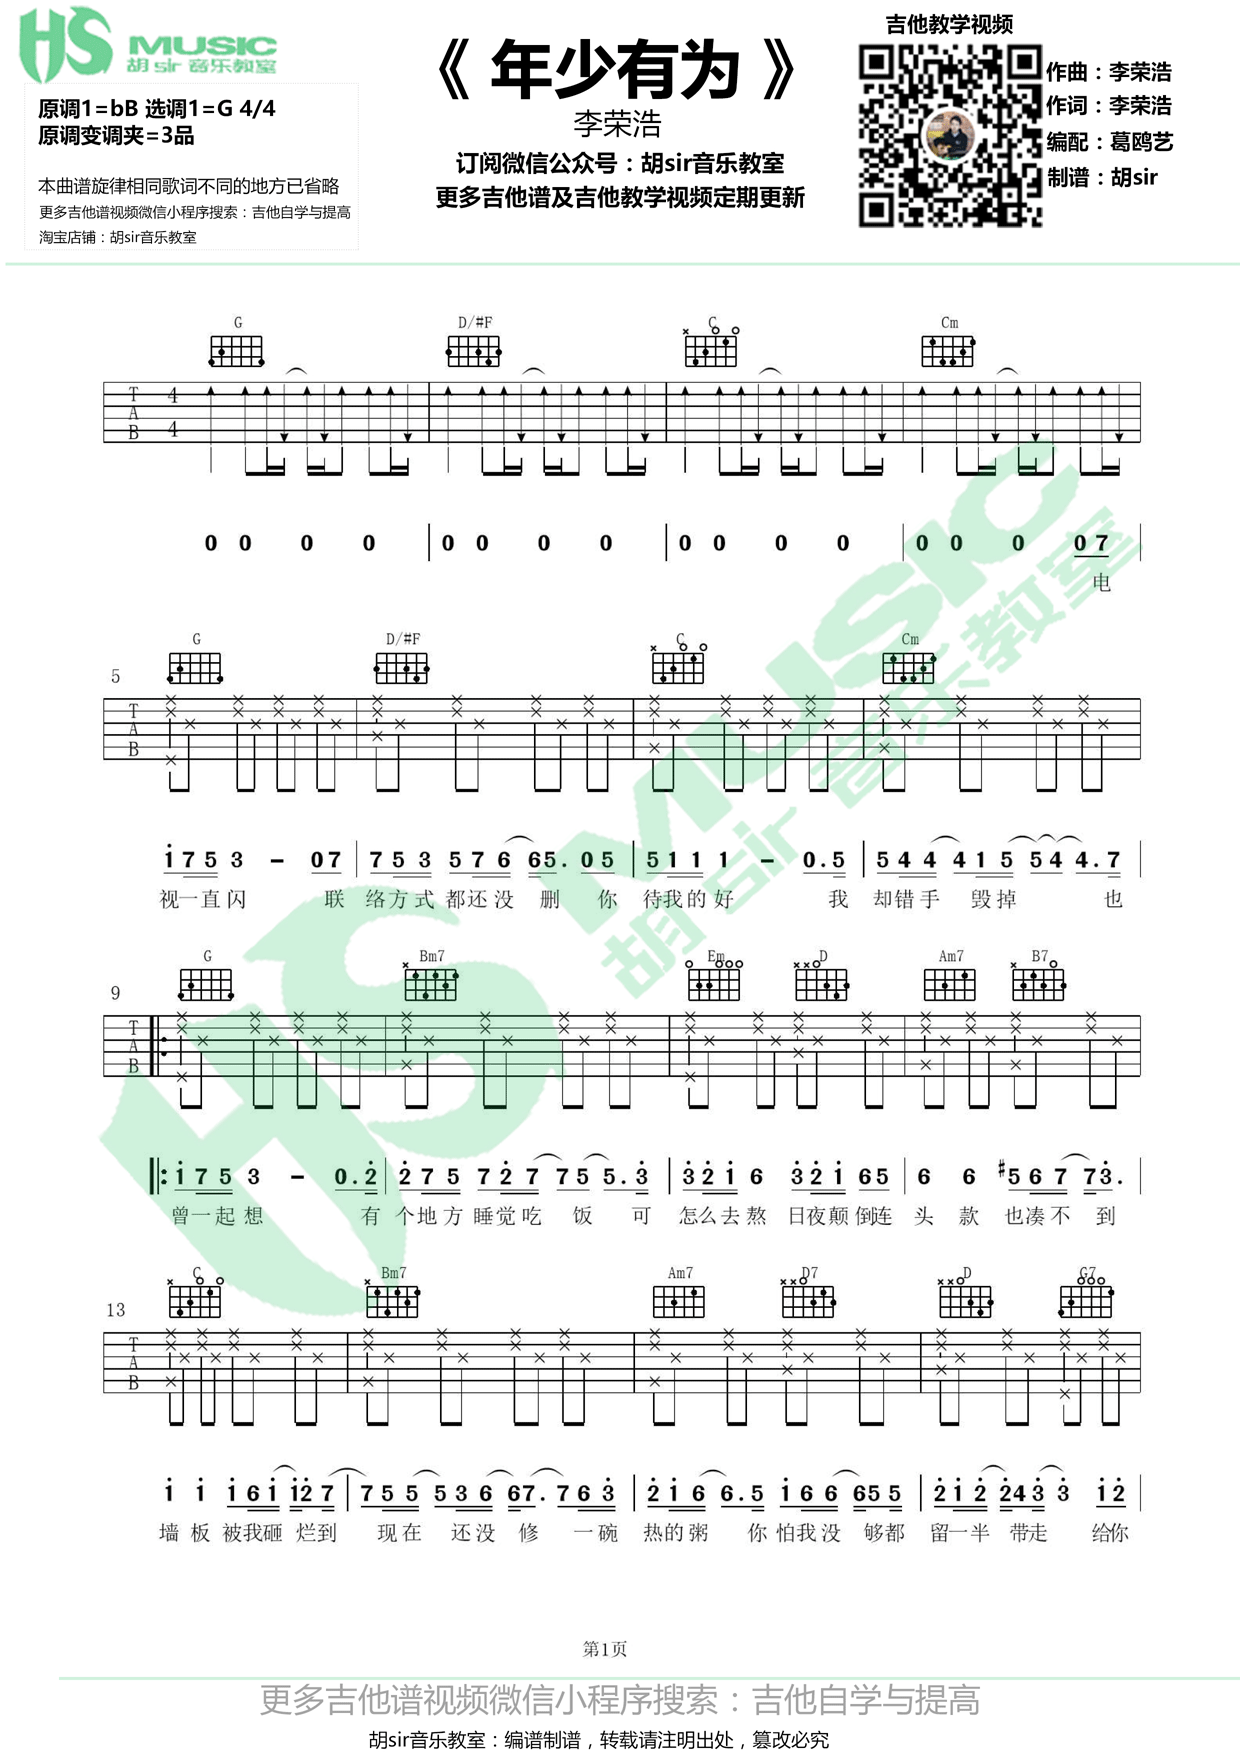 HS MUSIC
胡 sir 音乐教室
原调1=bB 选调1=G 4/4
原调变调夹=3品
本曲谱旋律相同歌词不同的地方已省略
更多吉他谱视频微信小程序搜索：吉他自学与提高
淘宝店铺：胡sir音乐教室
《 年少有为 》
李荣浩
订阅微信公众号：胡sir音乐教室
更多吉他谱及吉他教学视频定期更新
吉他教学视频
作曲：李荣浩
作词：李荣浩
编配：葛鸥艺
制谱：胡sir
G D/#F C Cm
T A B 4 4
0 0 0 0 | 0 0 0 0 | 0 0 0 0 | 0 0 0 0 7
电
G D/#F C Cm
5
T A B
i 7 5 3 - 0 7 | 7 5 3 5 7 6 6 5. 0 5 | 5 1 1 1 - 0. 5 | 5 4 4 4 1 5 5 4 4. 7
视一直闪 联 络方式 都还没 删 你 待我的好 我 却错手 毁掉 也
G Bm7 Em D Am7 B7
9
T A B
i 7 5 3 - 0. 2 | 2 7 5 7 2 7 7 5 5. 3 | 3 2 1 6 3 2 1 6 5 | 6 6 #5 6 7 7 3.
曾一起想 有 个地方 睡觉吃 饭 可 怎么去熬 日夜颠 倒连 头 款 也凑不 到
C Bm7 Am7 D7 D G7
13
T A B
i i i 6 i i 2 7 | 7 5 5 5 3 6 6 7. 7 6 3 | 2 1 6 6. 5 1 6 6 6 5 5 | 2 1 2 2 4 3 3 1 2
墙 板 被我砸 烂到 现在 还没 修 一碗 热的粥 你 怕我没 够都 留一半 带走 给你
第1页
更多吉他谱视频微信小程序搜索：吉他自学与提高
胡sir音乐教室：编谱制谱，转载请注明出处，篡改必究